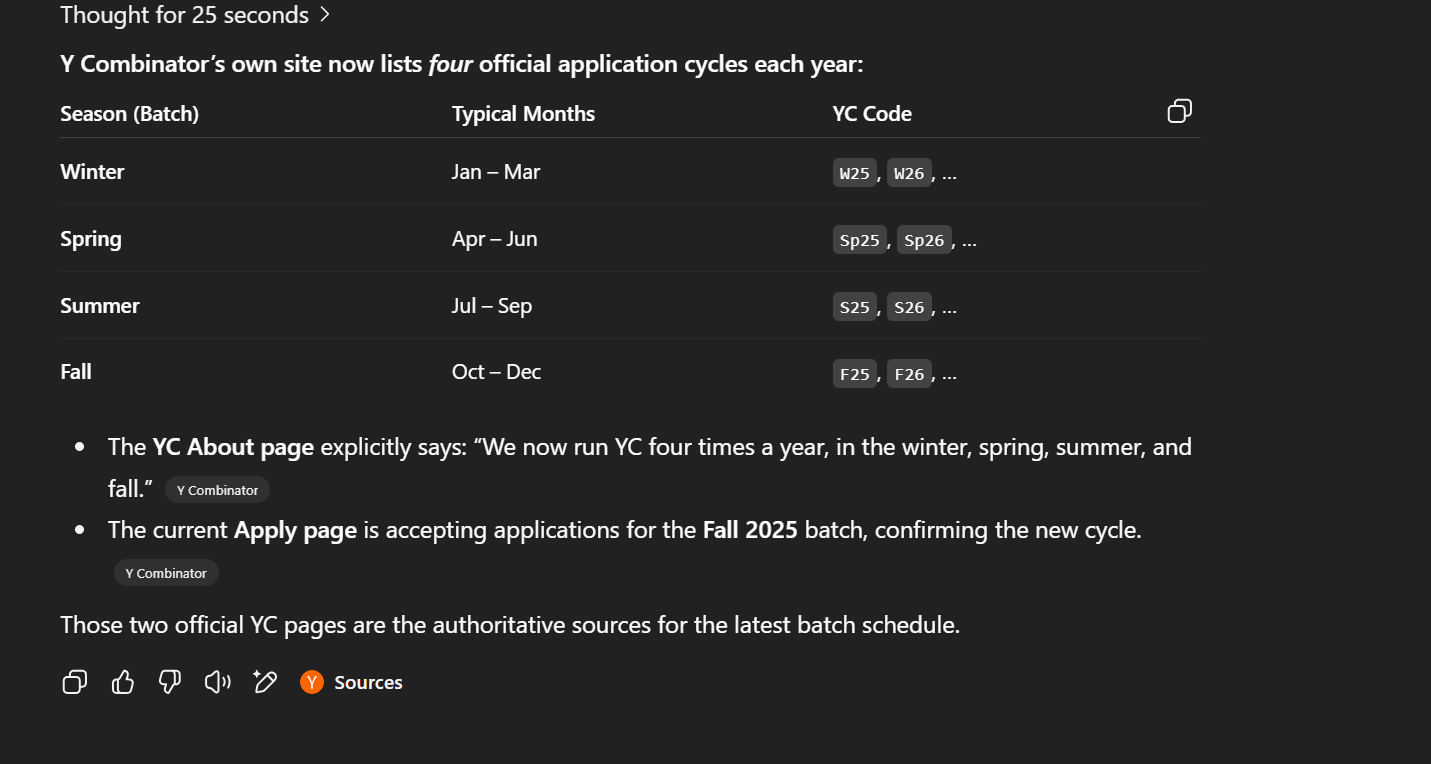 Thought for 25 seconds >
Y Combinator’s own site now lists four official application cycles each year:
Season (Batch) Typical Months YC Code
Winter Jan – Mar W25, W26, ...
Spring Apr – Jun Sp25, Sp26, ...
Summer Jul – Sep S25, S26, ...
Fall Oct – Dec F25, F26, ...
• The YC About page explicitly says: “We now run YC four times a year, in the winter, spring, summer, and
fall.” Y Combinator
• The current Apply page is accepting applications for the Fall 2025 batch, confirming the new cycle.
Y Combinator
Those two official YC pages are the authoritative sources for the latest batch schedule.
Y Sources